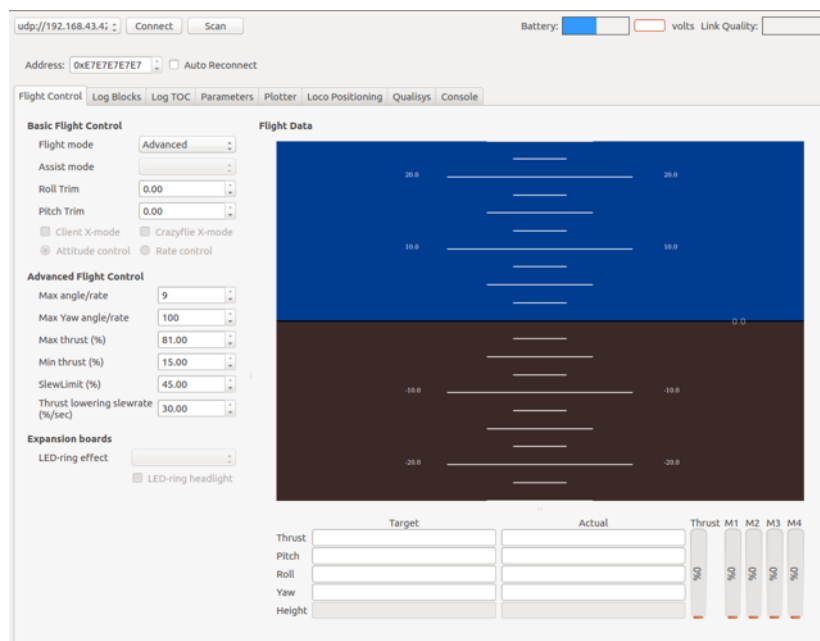 udp://192.168.43.42 Connect Scan Battery: volts Link Quality:
Address: 0xE7E7E7E7E7 Auto Reconnect
Flight Control Log Blocks Log TOC Parameters Plotter Loco Positioning Qualisys Console
Basic Flight Control
Flight mode Advanced
Assist mode
Roll Trim 0.00
Pitch Trim 0.00
Client X-mode Crazyflie X-mode
Attitude control Rate control
Advanced Flight Control
Max angle/rate 9
Max Yaw angle/rate 100
Max thrust (%) 81.00
Min thrust (%) 15.00
SlewLimit (%) 45.00
Thrust lowering slewrate
(%/sec) 30.00
Expansion boards
LED-ring effect
LED-ring headlight
Flight Data
20.0 20.0
10.0 10.0
0.0
-10.0 -10.0
-20.0 -20.0
Target Actual Thrust M1 M2 M3 M4
Thrust
Pitch
Roll
Yaw
Height
0% 0% 0% 0% 0%